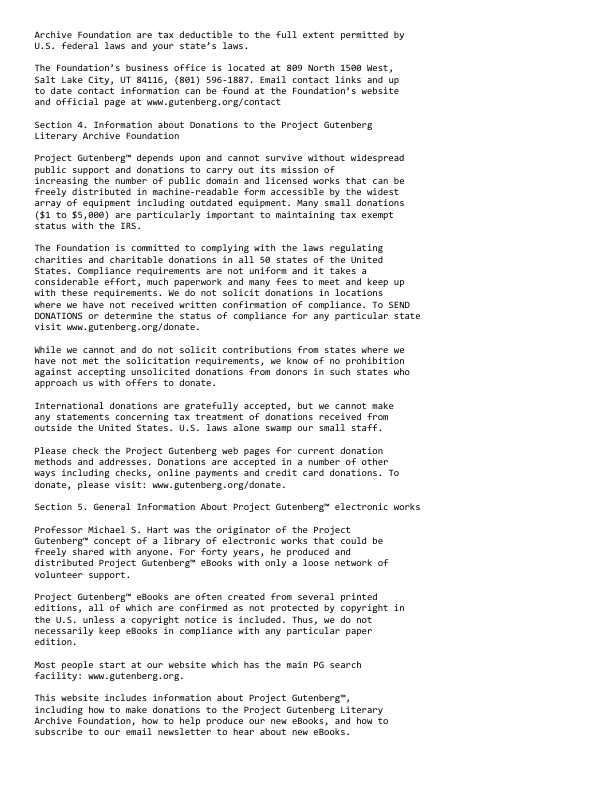 Archive Foundation are tax deductible to the full extent permitted by
U.S. federal laws and your state’s laws.
The Foundation’s business office is located at 809 North 1500 West,
Salt Lake City, UT 84116, (801) 596-1887. Email contact links and up
to date contact information can be found at the Foundation’s website
and official page at www.gutenberg.org/contact
Section 4. Information about Donations to the Project Gutenberg
Literary Archive Foundation
Project Gutenberg™ depends upon and cannot survive without widespread
public support and donations to carry out its mission of
increasing the number of public domain and licensed works that can be
freely distributed in machine-readable form accessible by the widest
array of equipment including outdated equipment. Many small donations
($1 to $5,000) are particularly important to maintaining tax exempt
status with the IRS.
The Foundation is committed to complying with the laws regulating
charities and charitable donations in all 50 states of the United
States. Compliance requirements are not uniform and it takes a
considerable effort, much paperwork and many fees to meet and keep up
with these requirements. We do not solicit donations in locations
where we have not received written confirmation of compliance. To SEND
DONATIONS or determine the status of compliance for any particular state
visit www.gutenberg.org/donate.
While we cannot and do not solicit contributions from states where we
have not met the solicitation requirements, we know of no prohibition
against accepting unsolicited donations from donors in such states who
approach us with offers to donate.
International donations are gratefully accepted, but we cannot make
any statements concerning tax treatment of donations received from
outside the United States. U.S. laws alone swamp our small staff.
Please check the Project Gutenberg web pages for current donation
methods and addresses. Donations are accepted in a number of other
ways including checks, online payments and credit card donations. To
donate, please visit: www.gutenberg.org/donate.
Section 5. General Information About Project Gutenberg™ electronic works
Professor Michael S. Hart was the originator of the Project
Gutenberg™ concept of a library of electronic works that could be
freely shared with anyone. For forty years, he produced and
distributed Project Gutenberg™ eBooks with only a loose network of
volunteer support.
Project Gutenberg™ eBooks are often created from several printed
editions, all of which are confirmed as not protected by copyright in
the U.S. unless a copyright notice is included. Thus, we do not
necessarily keep eBooks in compliance with any particular paper
edition.
Most people start at our website which has the main PG search
facility: www.gutenberg.org.
This website includes information about Project Gutenberg™,
including how to make donations to the Project Gutenberg Literary
Archive Foundation, how to help produce our new eBooks, and how to
subscribe to our email newsletter to hear about new eBooks.